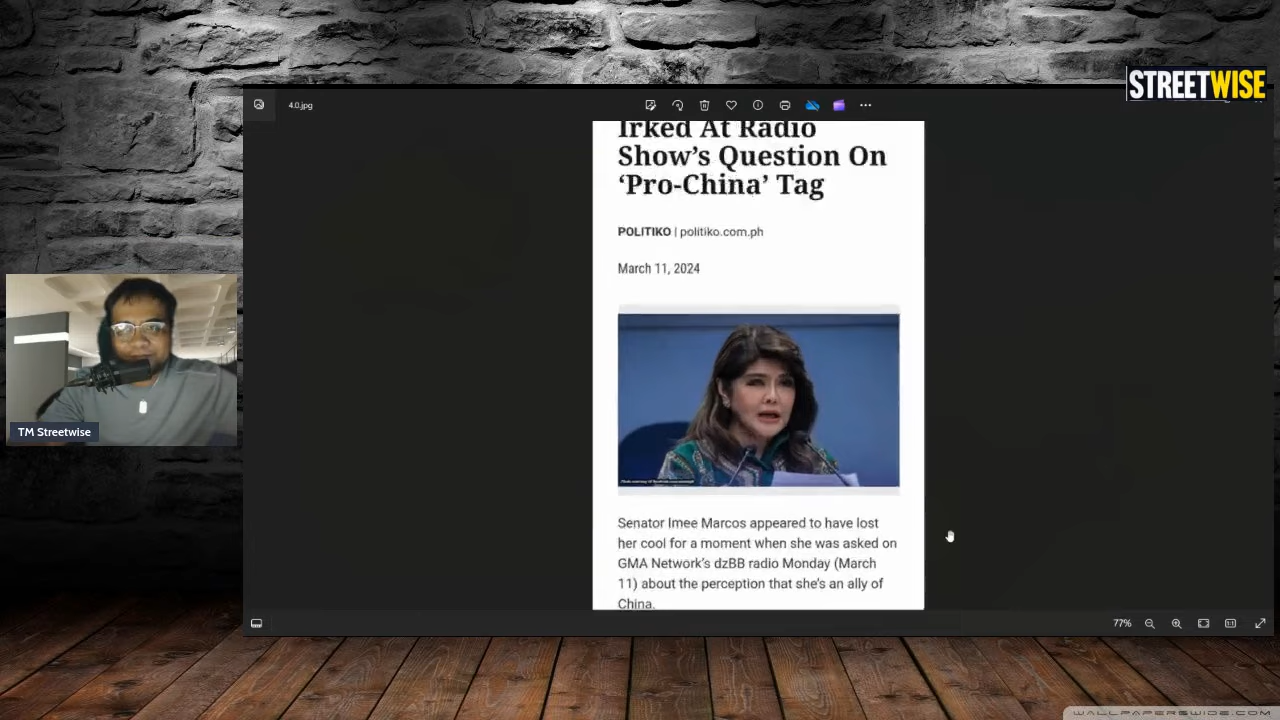 STREETWISE
4.0.jpg
Irked At Radio
Show's Question On
‘Pro-China’ Tag
POLITIKO | politiko.com.ph
March 11, 2024
Senator Imee Marcos appeared to have lost
her cool for a moment when she was asked on
GMA Network's dzBB radio Monday (March
11) about the perception that she's an ally of
China.
TM Streetwise
77%
WALLPAPERSWIDE.COM